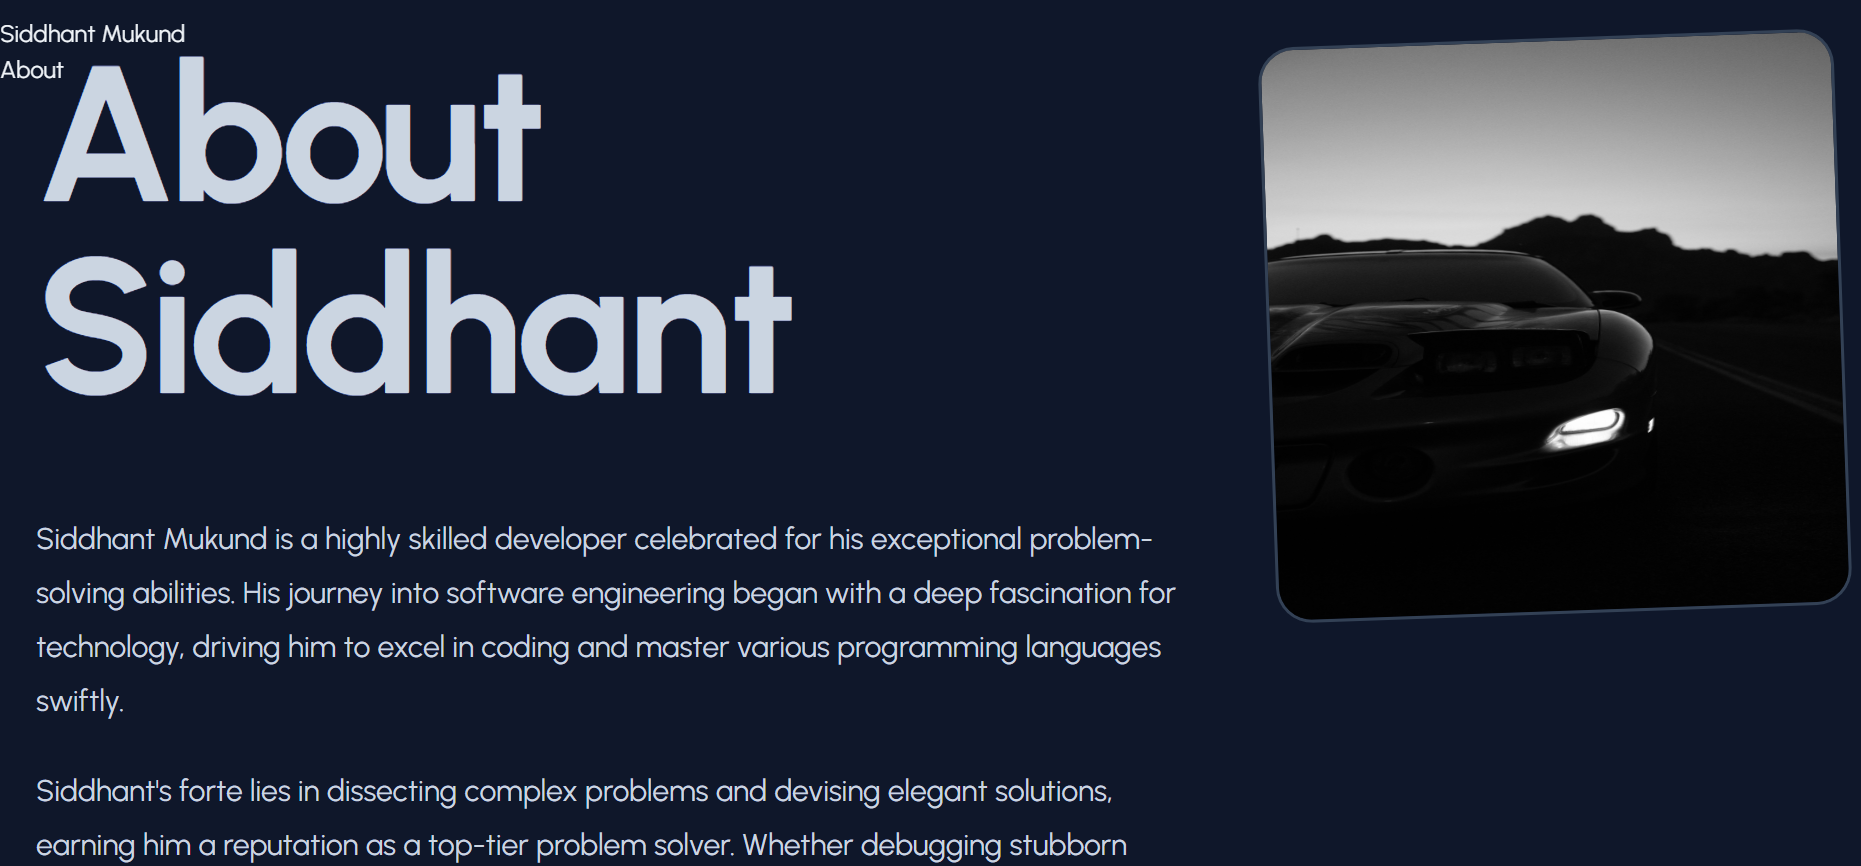 Siddhant Mukund
About
About
Siddhant
Siddhant Mukund is a highly skilled developer celebrated for his exceptional problem-
solving abilities. His journey into software engineering began with a deep fascination for
technology, driving him to excel in coding and master various programming languages
swiftly.
Siddhant's forte lies in dissecting complex problems and devising elegant solutions,
earning him a reputation as a top-tier problem solver. Whether debugging stubborn